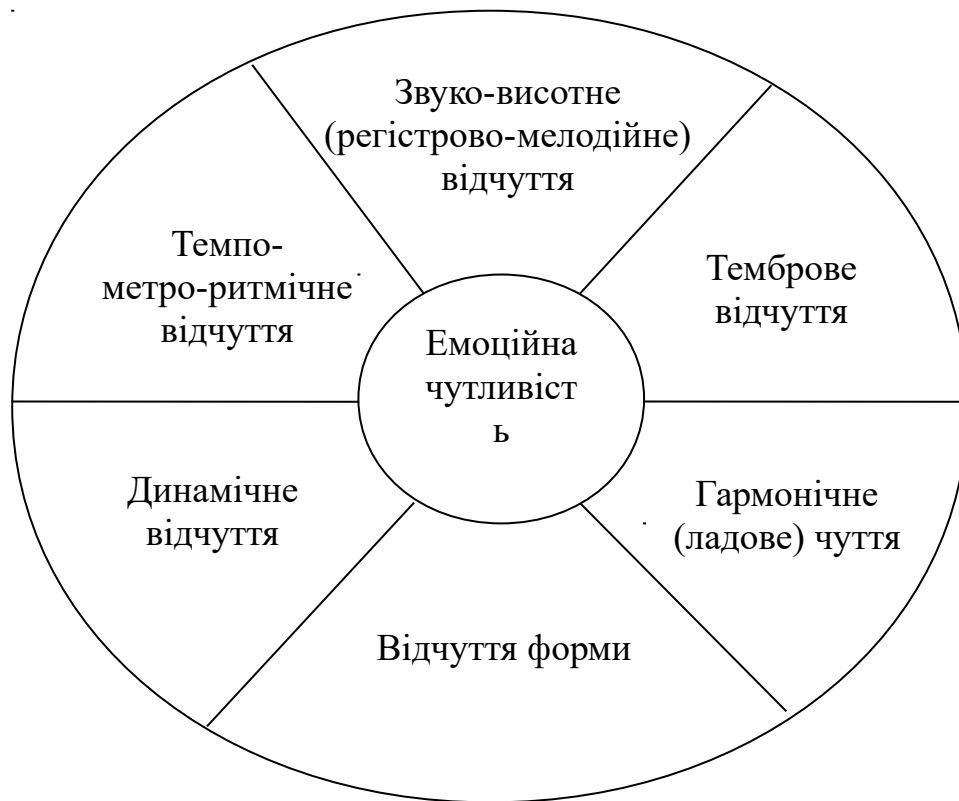 Звуко-висотне
(регістрово-мелодійне)
відчуття
Темпо-
метро-ритмічне
відчуття
Темброве
відчуття
Емоційна
чутливіст
ь
Динамічне
відчуття
Гармонічне
(ладове) чуття
Відчуття форми